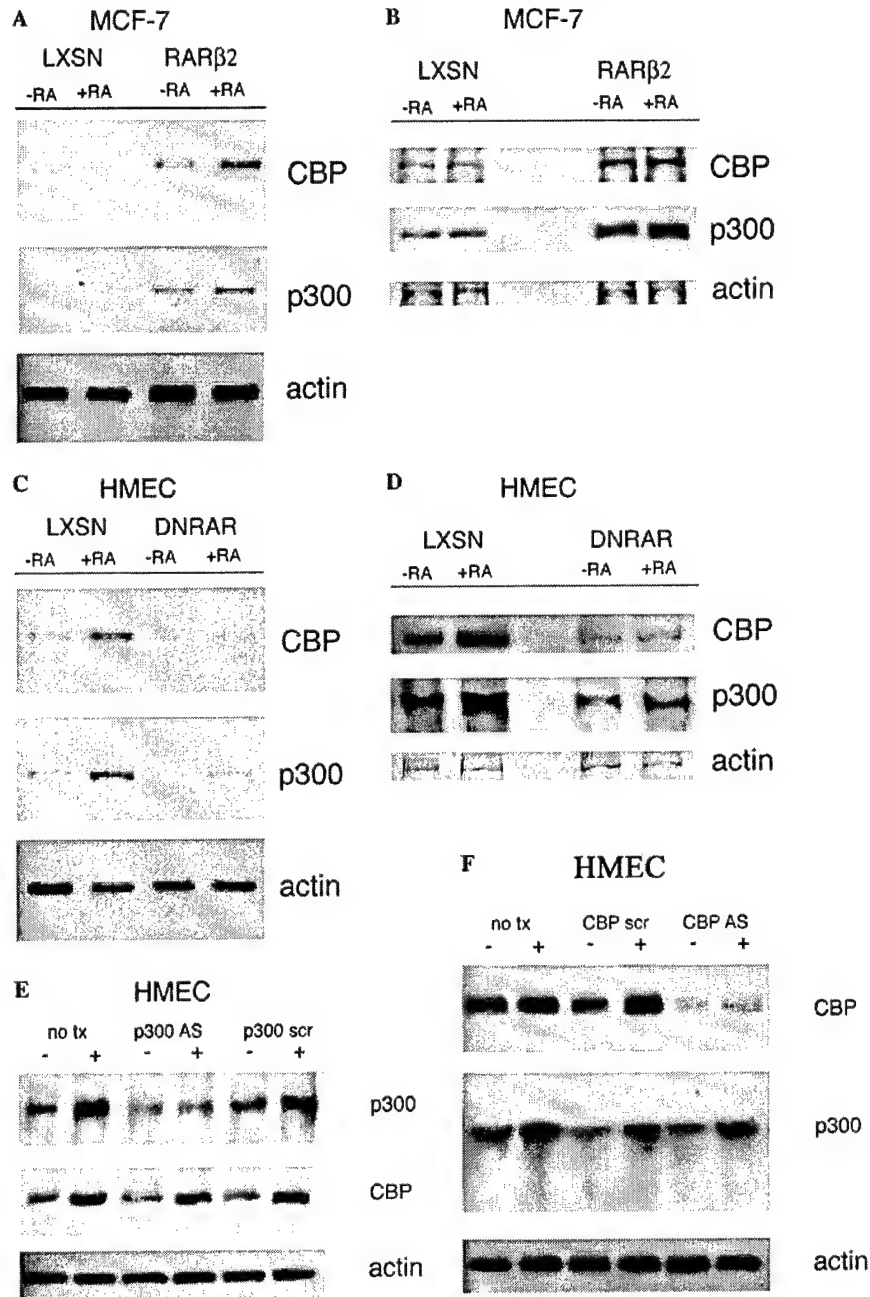 A MCF-7
LXSN RARβ2
-RA +RA -RA +RA
CBP
p300
actin
B MCF-7
LXSN RARβ2
-RA +RA -RA +RA
CBP
p300
actin
C HMEC
LXSN DNRAR
-RA +RA -RA +RA
CBP
p300
actin
D HMEC
LXSN DNRAR
-RA +RA -RA +RA
CBP
p300
actin
E HMEC
no tx p300 AS p300 scr
- + - + - +
p300
CBP
actin
F HMEC
no tx CBP scr CBP AS
- + - + - +
CBP
p300
actin